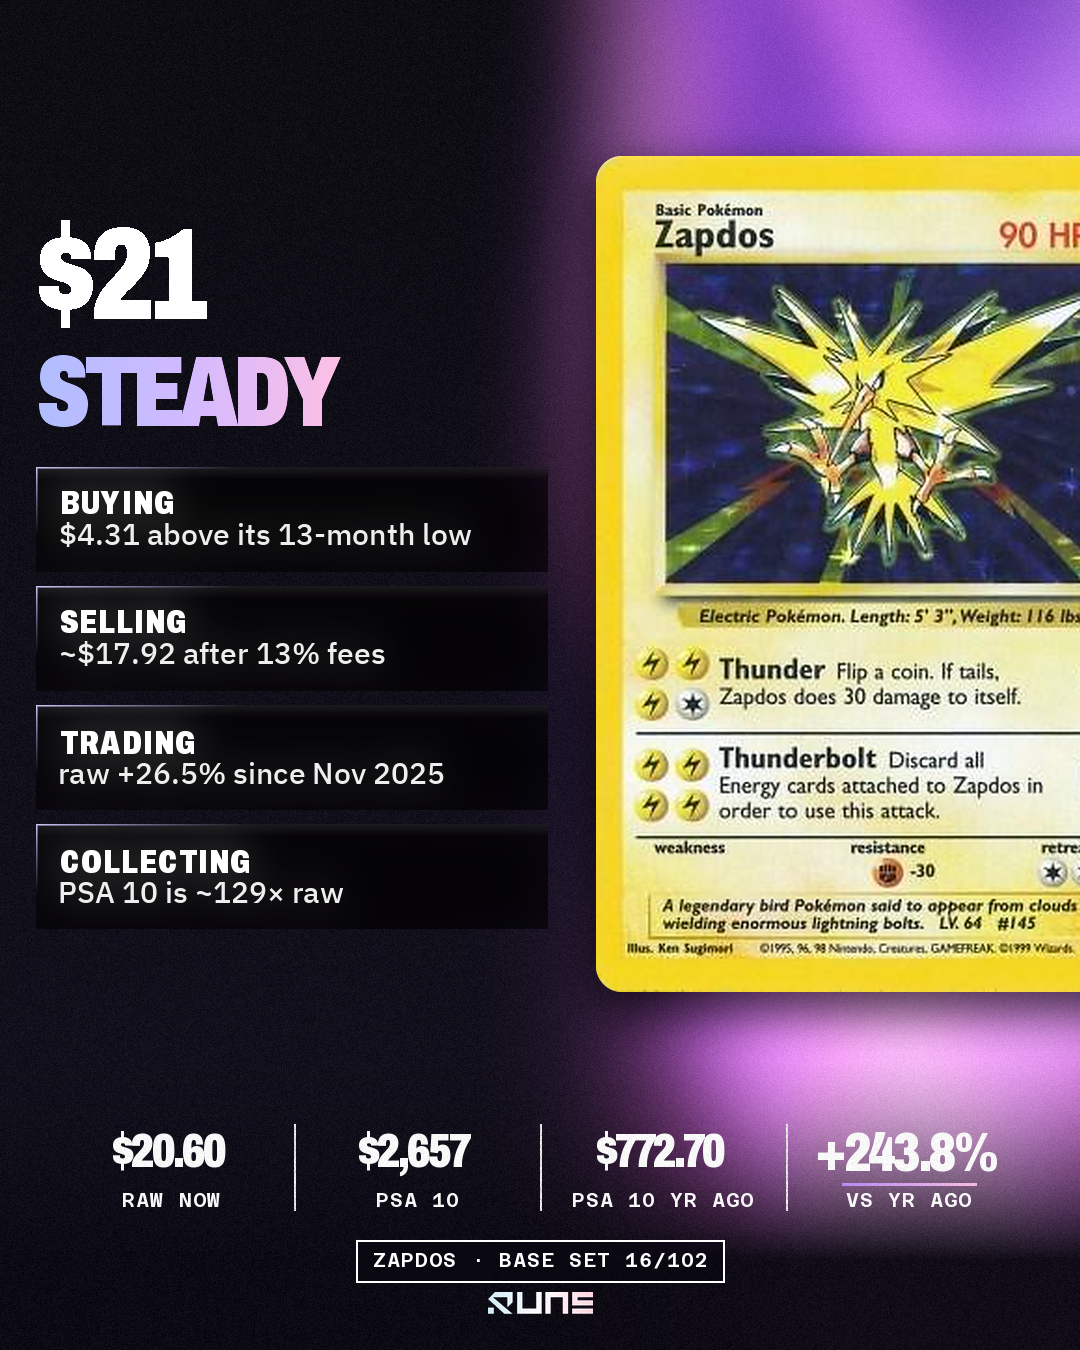 $21
STEADY
BUYING
$4.31 above its 13-month low
SELLING
~$17.92 after 13% fees
TRADING
raw +26.5% since Nov 2025
COLLECTING
PSA 10 is ~129× raw
Basic Pokémon
Zapdos
90 HP
Electric Pokémon. Length: 5' 3", Weight: 116 lbs
Thunder Flip a coin. If tails,
Zapdos does 30 damage to itself.
Thunderbolt Discard all
Energy cards attached to Zapdos in
order to use this attack.
weakness resistance retrea
-30
A legendary bird Pokémon said to appear from clouds
wielding enormous lightning bolts. LV. 64 #145
Illus. Ken Sugimori ©1995, 96, 98 Nintendo, Creatures, GAMEFREAK. ©1999 Wizards.
$20.60
RAW NOW
$2,657
PSA 10
$772.70
PSA 10 YR AGO
+243.8%
VS YR AGO
ZAPDOS · BASE SET 16/102
RUNE